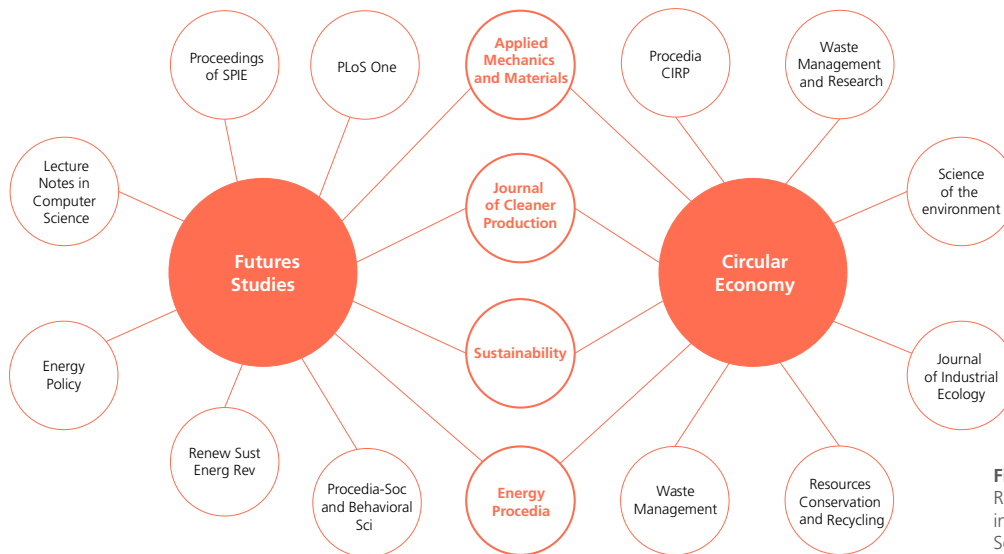 Proceedings
of SPIE
PLoS One
Applied
Mechanics
and Materials
Procedia
CIRP
Waste
Management
and Research
Lecture
Notes in
Computer
Science
Journal
of Cleaner
Production
Science
of the
environment
Futures
Studies
Circular
Economy
Energy
Policy
Sustainability
Journal
of Industrial
Ecology
Renew Sust
Energ Rev
Procedia-Soc
and Behavioral
Sci
Energy
Procedia
Waste
Management
Resources
Conservation
and Recycling